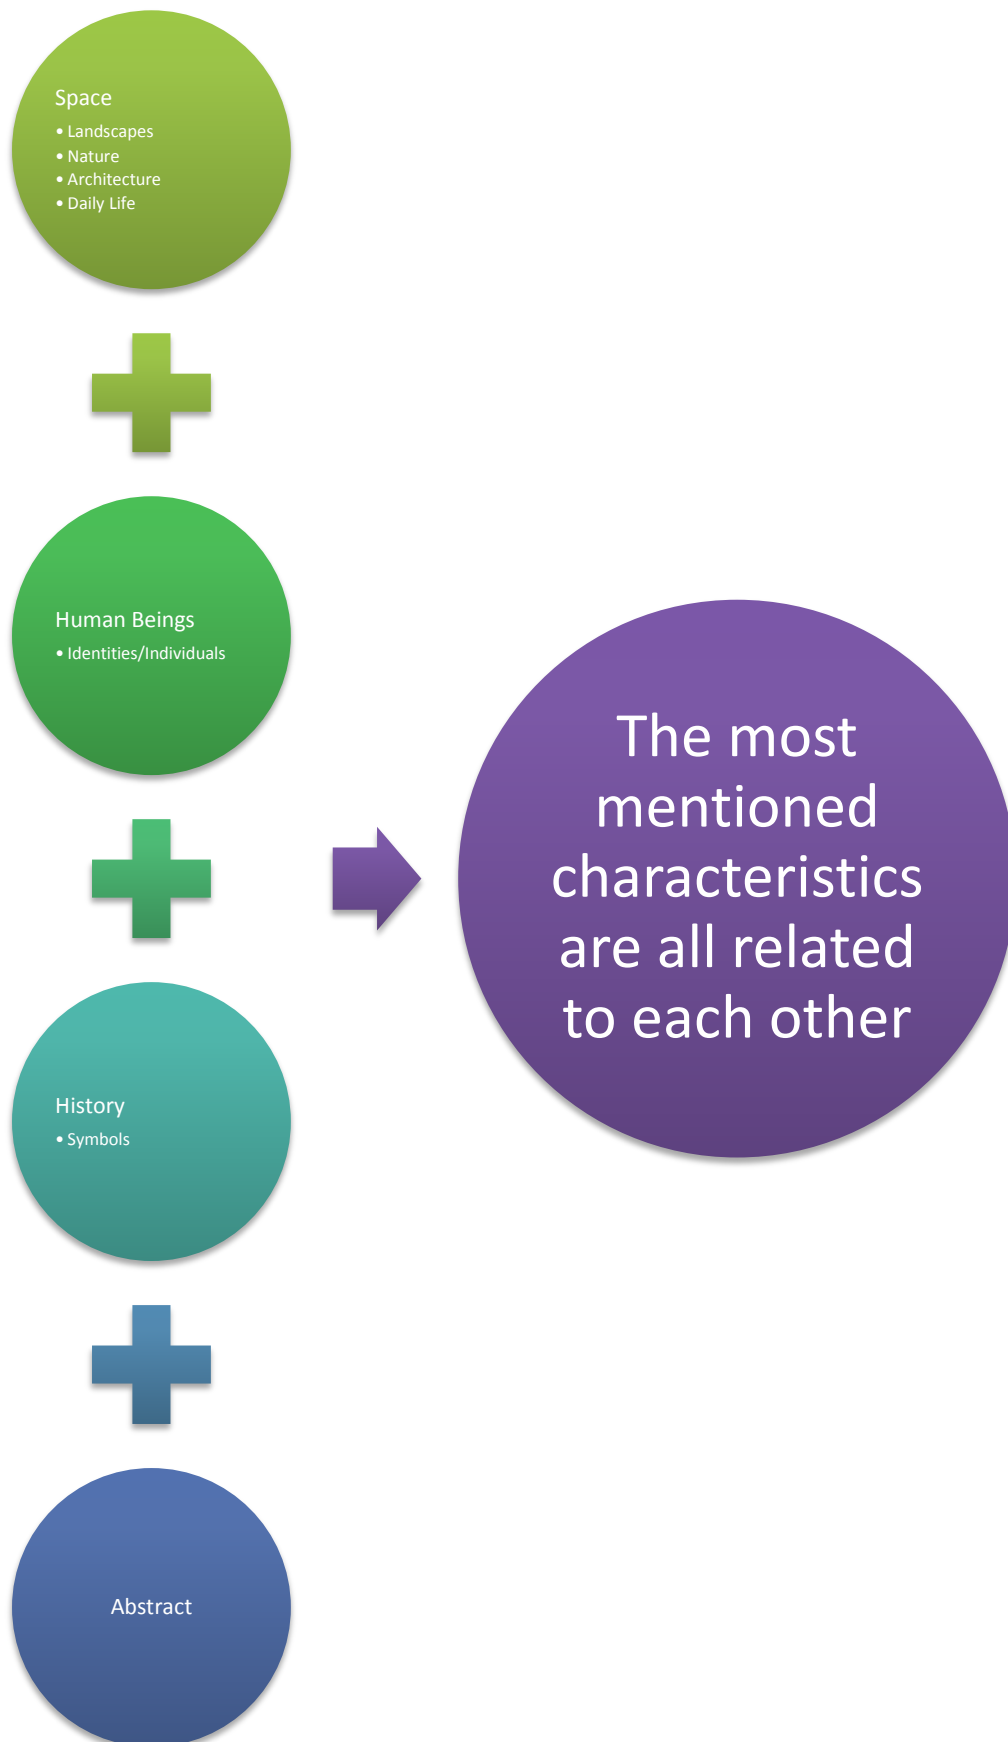 Space
• Landscapes
• Nature
• Architecture
• Daily Life
Human Beings
• Identities/Individuals
History
• Symbols
Abstract
The most
mentioned
characteristics
are all related
to each other